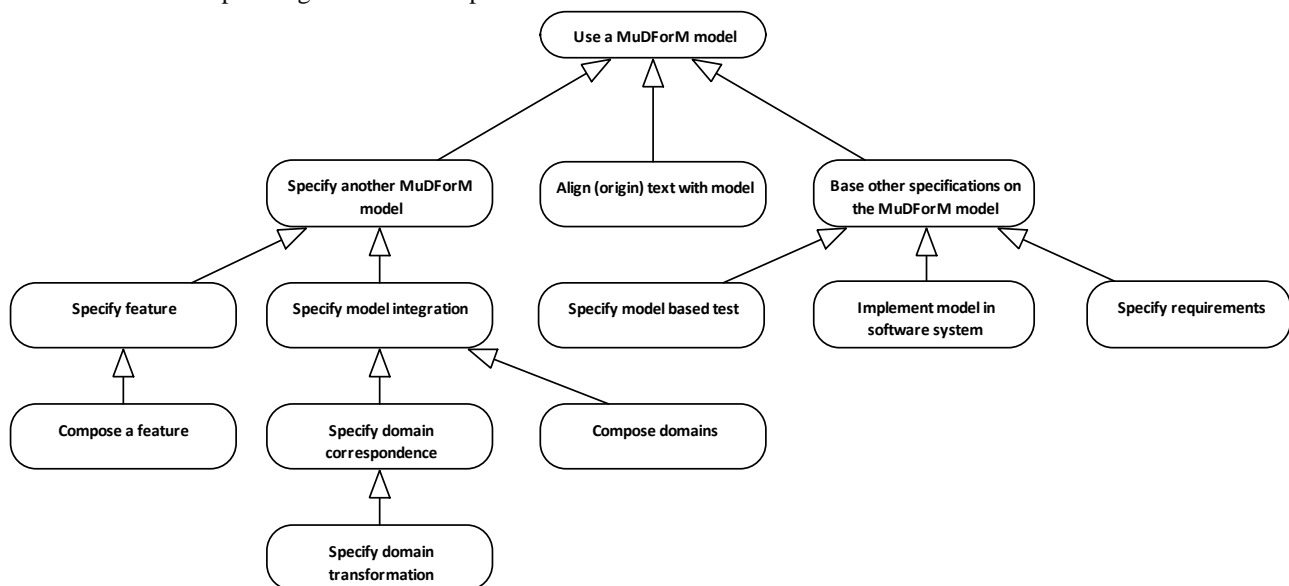 Use a MuDForM model
Specify another MuDForM
model
Align (origin) text with model
Base other specifications on
the MuDForM model
Specify feature
Specify model integration
Specify model based test
Implement model in
software system
Specify requirements
Compose a feature
Specify domain
correspondence
Compose domains
Specify domain
transformation